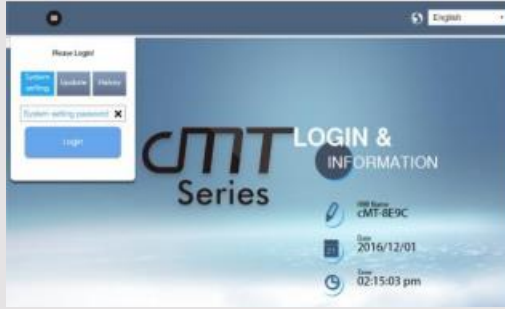 English
Please Login!
System setting
Update
History
System setting password
Login
cMT
Series
LOGIN &
INFORMATION
HMI Name
cMT-8E9C
Date
2016/12/01
Time
02:15:03 pm